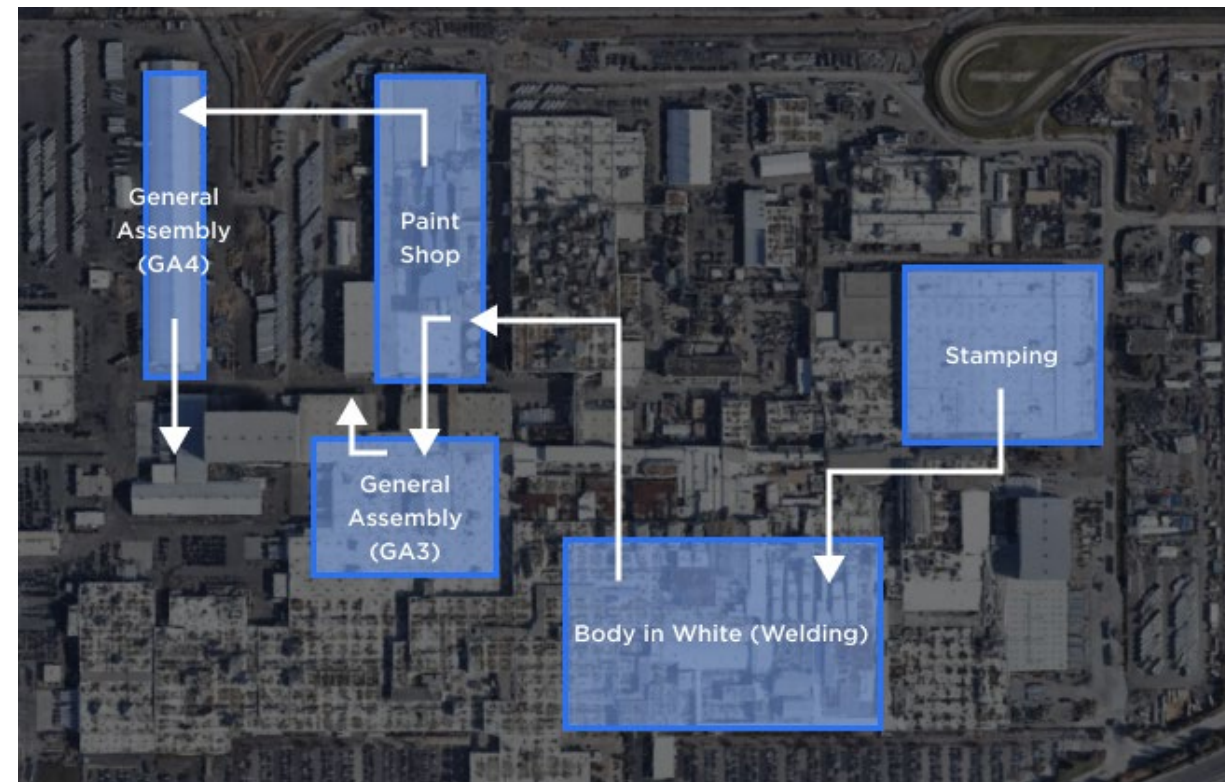 General
Assembly
(GA4)
Paint
Shop
Stamping
General
Assembly
(GA3)
Body in White (Welding)